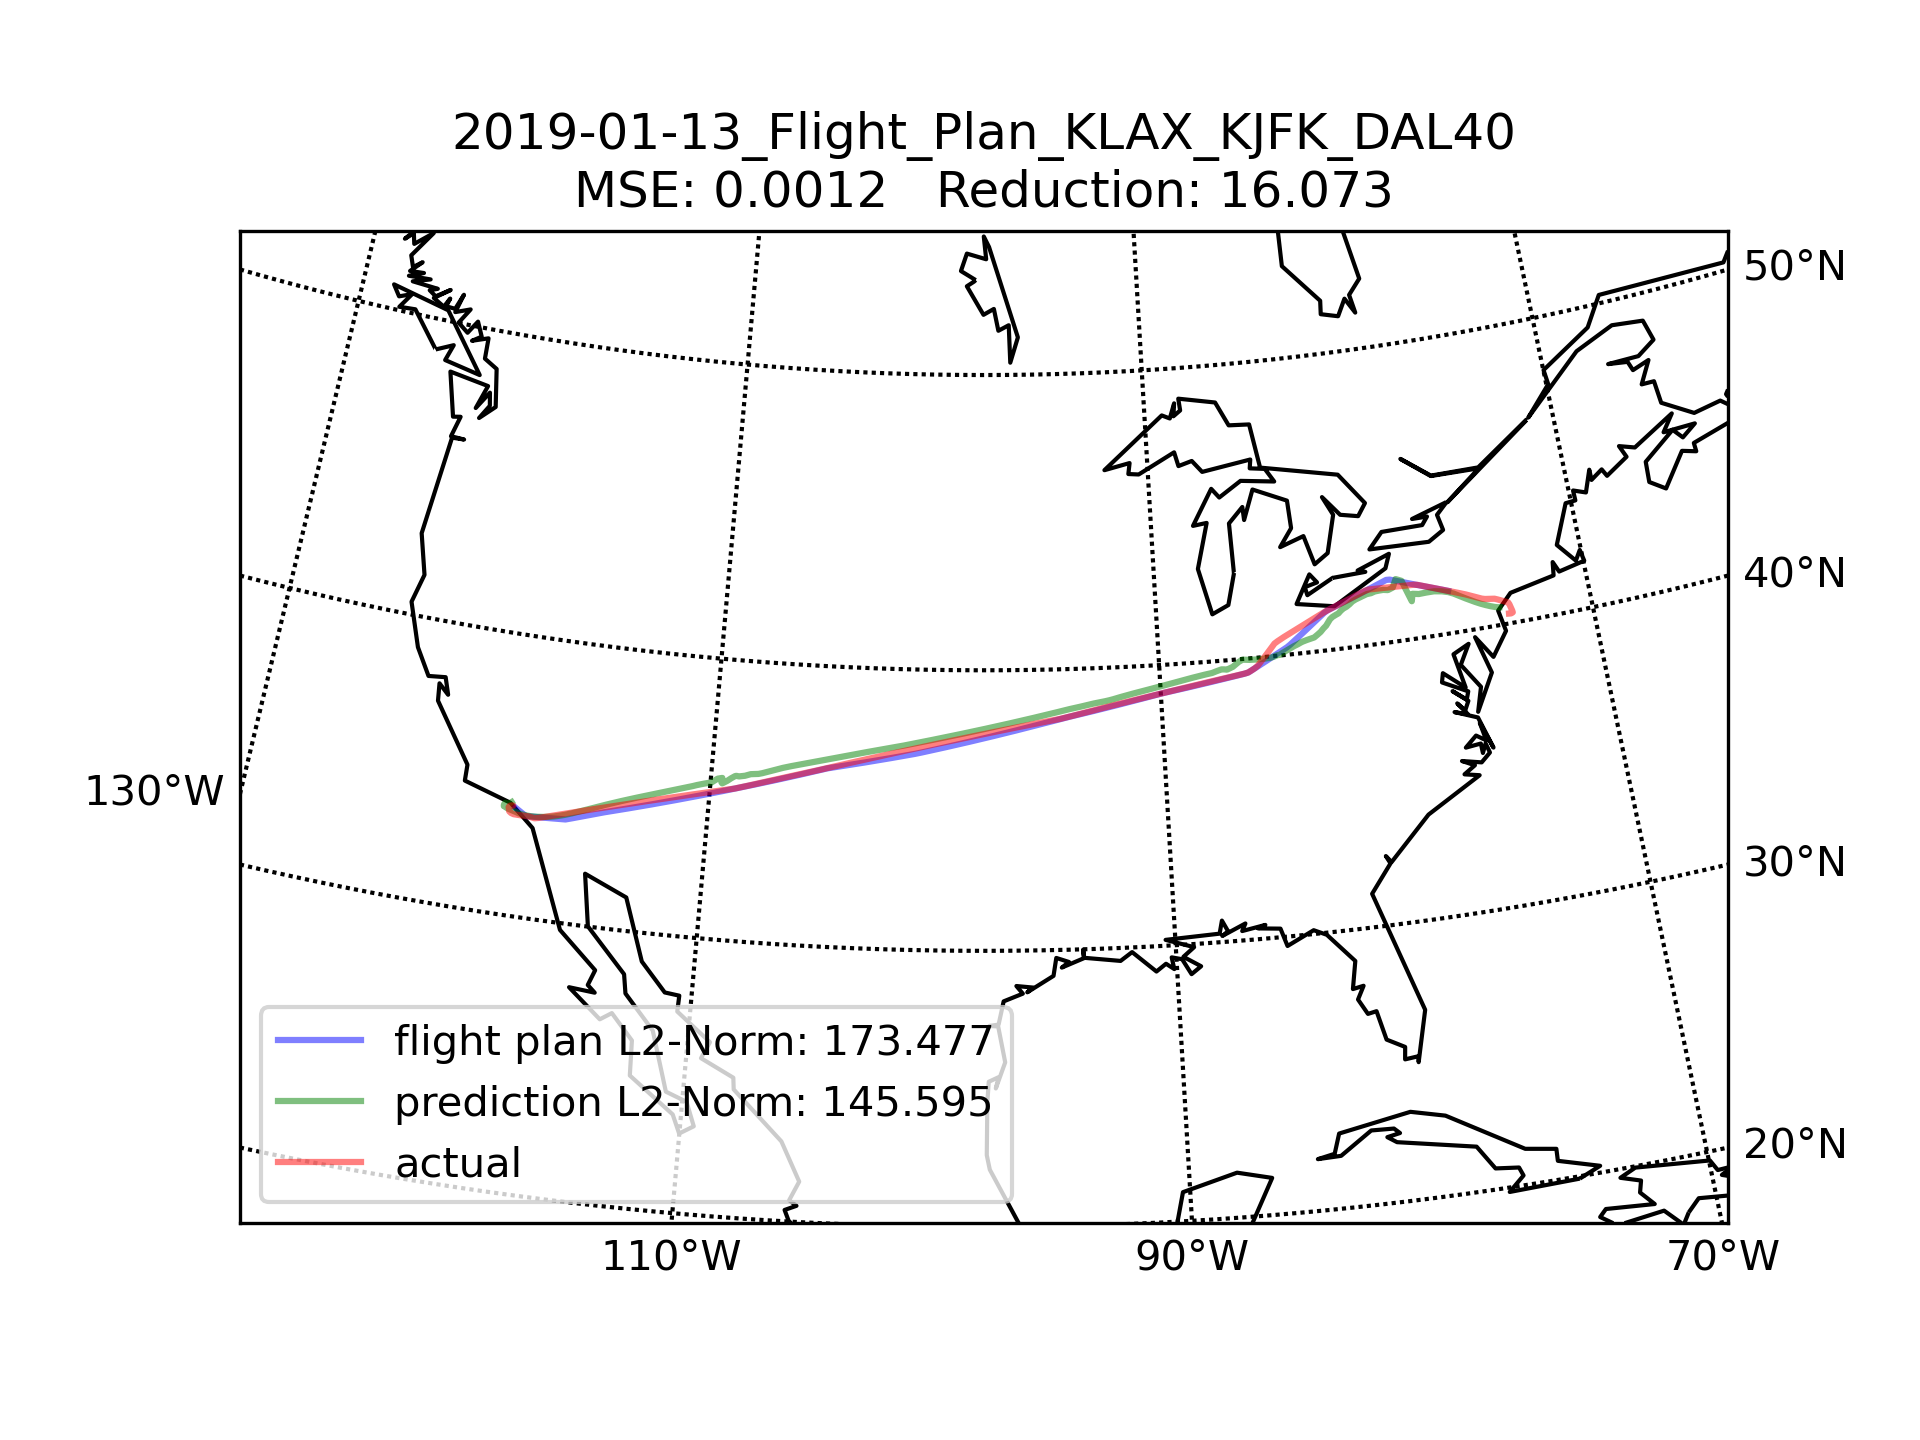 2019-01-13_Flight_Plan_KLAX_KJFK_DAL40
MSE: 0.0012   Reduction: 16.073
50°N
40°N
130°W
30°N
flight plan L2-Norm: 173.477
prediction L2-Norm: 145.595
20°N
actual
110°W
90°W
70°W